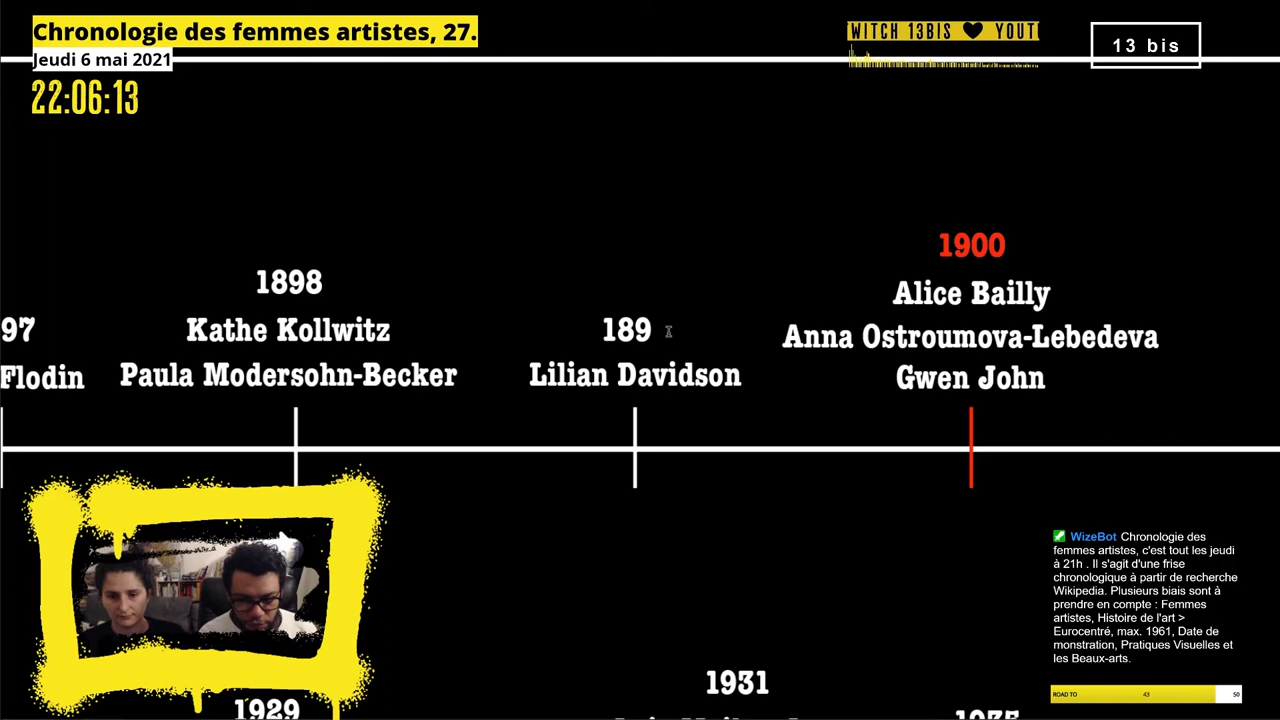 Chronologie des femmes artistes, 27.
Jeudi 6 mai 2021
22:06:13
WITCH 13BIS ♥ YOUT
13 bis
1900
Alice Bailly
Anna Ostroumova-Lebedeva
Gwen John
1898
Kathe Kollwitz
Paula Modersohn-Becker
189
Lilian Davidson
97
Flodin
WizeBot Chronologie des
femmes artistes, c'est tout les jeudi
à 21h . Il s'agit d'une frise
chronologique à partir de recherche
Wikipedia. Plusieurs biais sont à
prendre en compte : Femmes
artistes, Histoire de l'art >
Eurocentré, max. 1961, Date de
monstration, Pratiques Visuelles et
les Beaux-arts.
ROAD TO 43 50
1931
1929